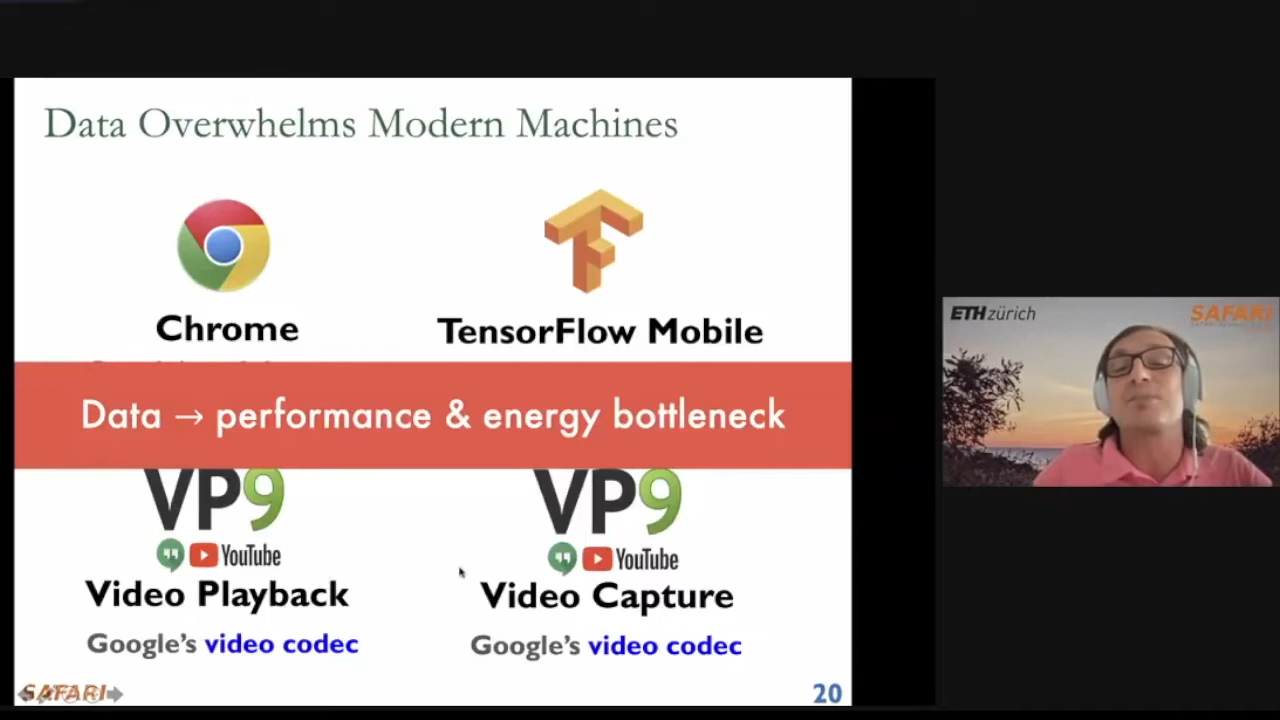 Data Overwhelms Modern Machines
Chrome
TensorFlow Mobile
Data → performance & energy bottleneck
VP9
VP9
YouTube
YouTube
Video Playback
Video Capture
Google's video codec
Google's video codec
SAFARI
20
ETH zürich
SAFARI